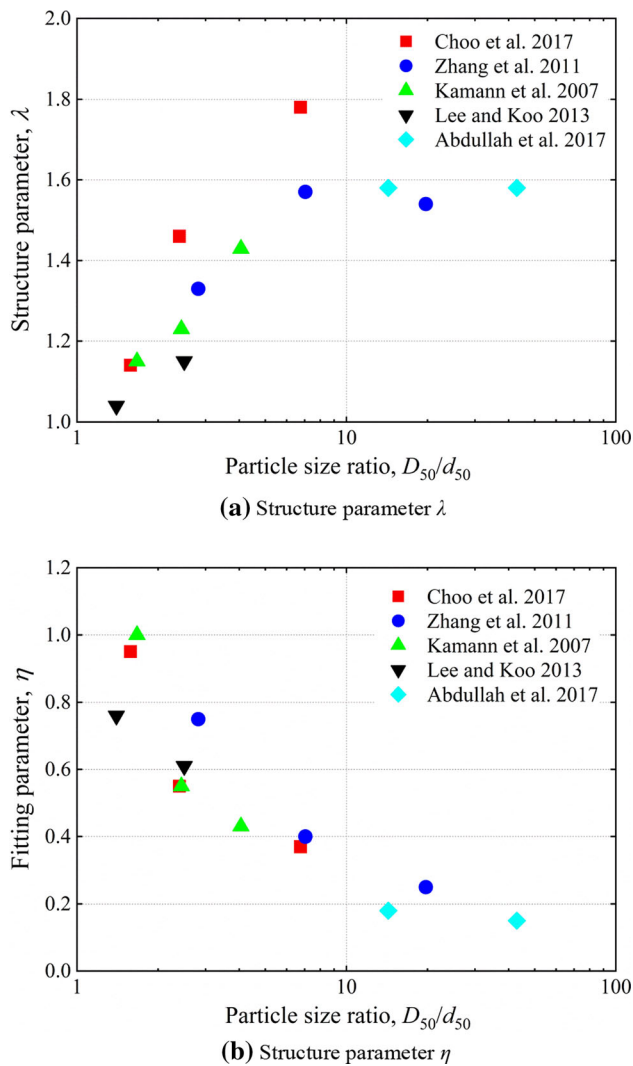 2.0
1.8
1.6
1.4
1.2
1.0
Structure parameter, λ
Choo et al. 2017
Zhang et al. 2011
Kamann et al. 2007
Lee and Koo 2013
Abdullah et al. 2017
1 10 100
Particle size ratio, D50/d50
(a) Structure parameter λ
1.2
1.0
0.8
0.6
0.4
0.2
0.0
Fitting parameter, η
Choo et al. 2017
Zhang et al. 2011
Kamann et al. 2007
Lee and Koo 2013
Abdullah et al. 2017
1 10 100
Particle size ratio, D50/d50
(b) Structure parameter η